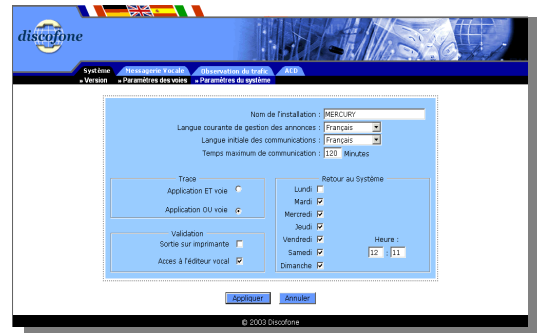 discofone
Système Messagerie Vocale Observation du trafic ACD
» Version » Paramètres des voies » Paramètres du système
Nom de l'installation : MERCURY
Langue courante de gestion des annonces : Français
Langue initiale des communications : Français
Temps maximum de communication : 120 Minutes
Trace
Application ET voie
Application OU voie
Validation
Sortie sur imprimante
Acces à l'éditeur vocal
Retour au Système
Lundi
Mardi
Mercredi
Jeudi
Vendredi
Samedi
Dimanche
Heure :
12 : 11
Appliquer Annuler
© 2003 Discofone